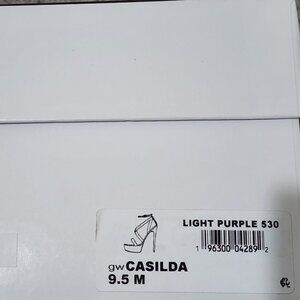 LIGHT PURPLE 530
1 96300 04289 2
gwCASILDA
9.5 M